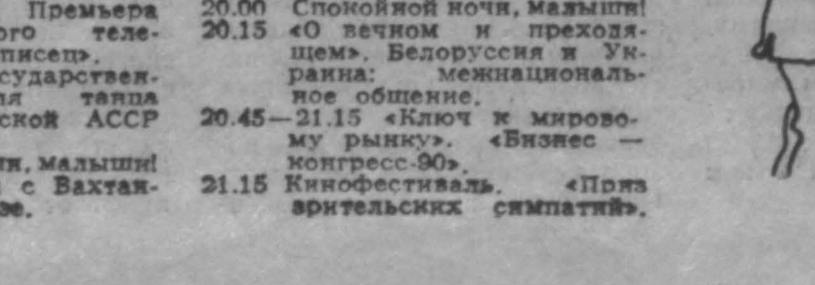 Премьера
ого теле-
писец».
сударствен-
ия танца
ской АССР
чи, малыши!
с Вахтан-
зе.
20.00 Спокойной ночи, малыши!
20.15 «О вечном и преходя-
щем». Белоруссия и Ук-
раина: межнациональ-
ное общение.
20.45—21.15 «Ключ к мирово-
му рынку». «Бизнес —
конгресс-90».
21.15 Кинофестиваль. «Приз
зрительских симпатий».